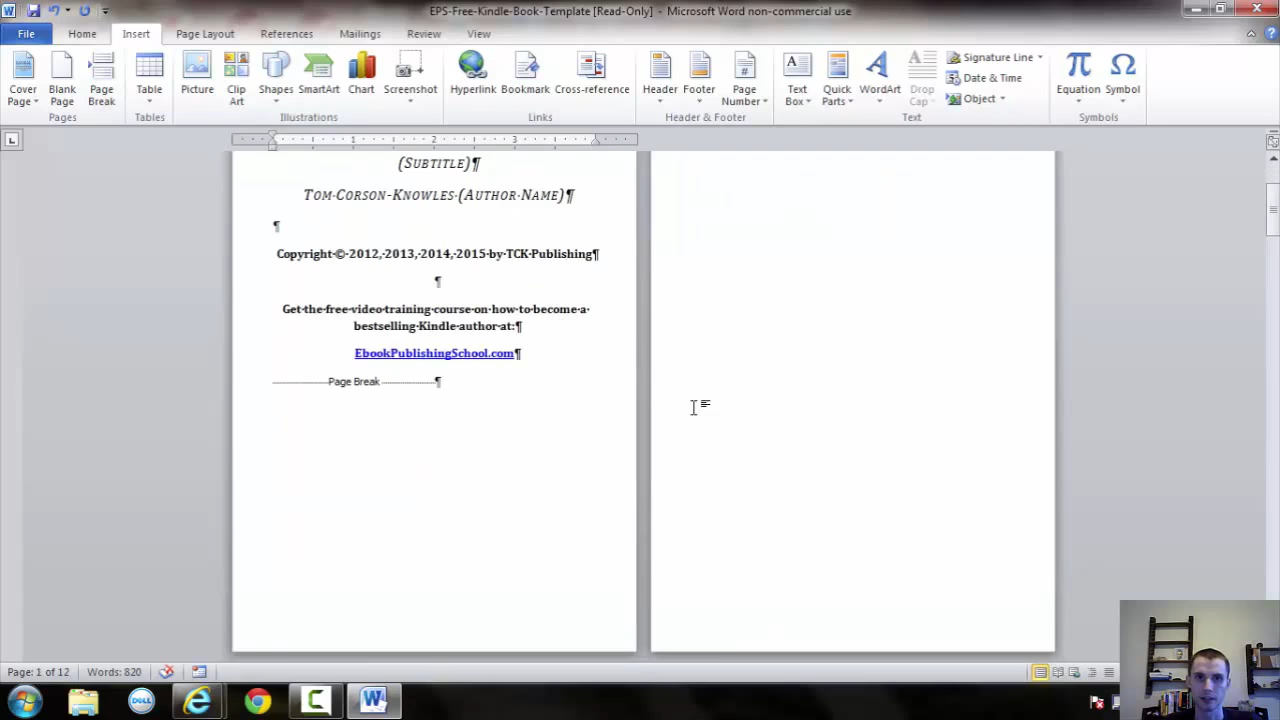 EPS-Free-Kindle-Book-Template [Read-Only] - Microsoft Word non-commercial use
File Home Insert Page Layout References Mailings Review View
Cover Page
Blank Page
Page Break
Table
Picture
Clip Art
Shapes
SmartArt
Chart
Screenshot
Hyperlink
Bookmark
Cross-reference
Header
Footer
Page Number
Text Box
Quick Parts
WordArt
Drop Cap
Signature Line
Date & Time
Object
Equation
Symbol
Pages Tables Illustrations Links Header & Footer Text Symbols
1 2 3
(SUBTITLE)¶
TOM·CORSON-KNOWLES·(AUTHOR·NAME)¶
¶
Copyright·©·2012,·2013,·2014,·2015·by·TCK·Publishing¶
¶
Get·the·free·video·training·course·on·how·to·become·a·
bestselling·Kindle·author·at:¶
EbookPublishingSchool.com¶
Page Break ¶
Page: 1 of 12 Words: 820
DELL